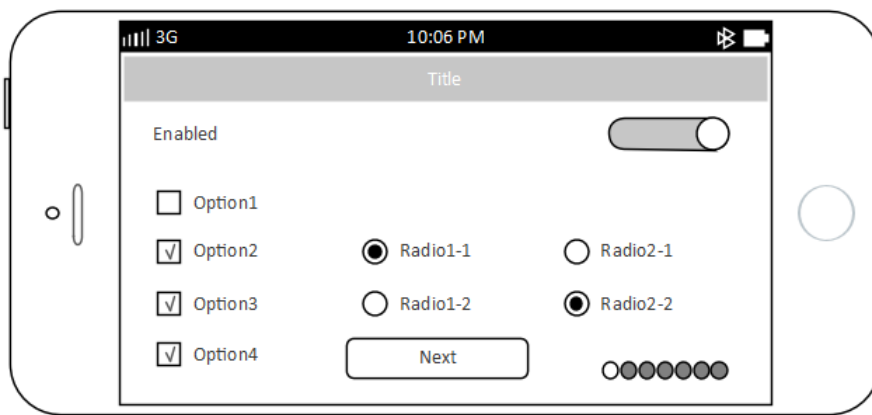 3G 10:06 PM
Title
Enabled
Option1
Option2 Radio1-1 Radio2-1
Option3 Radio1-2 Radio2-2
Option4 Next